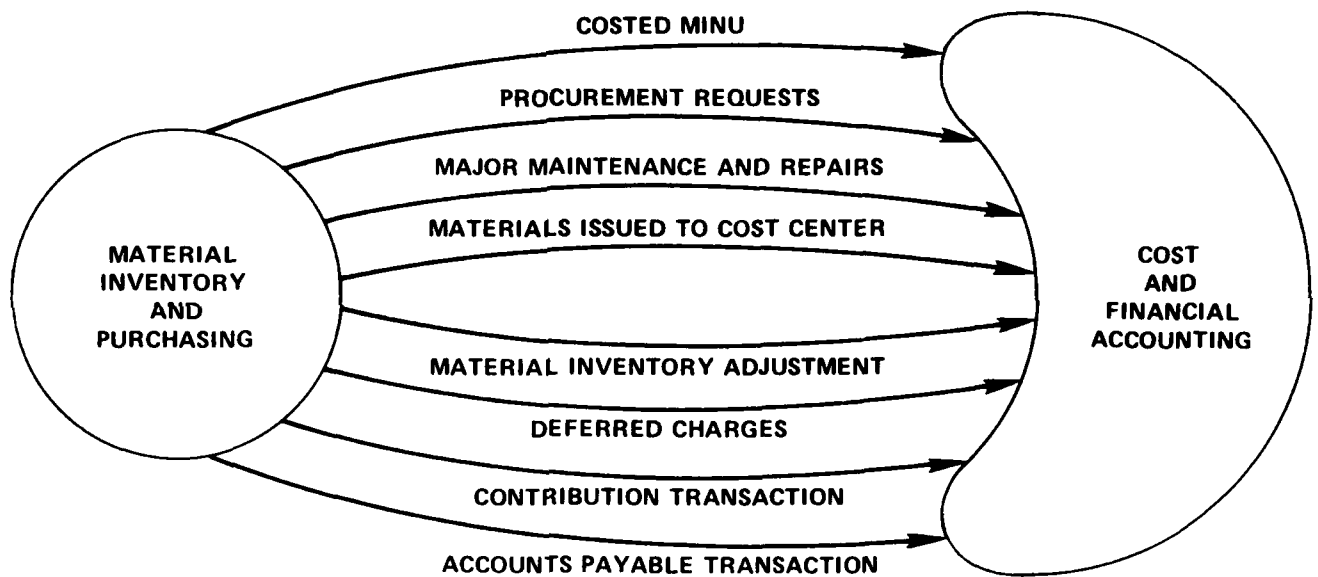 COSTED MINU
PROCUREMENT REQUESTS
MAJOR MAINTENANCE AND REPAIRS
MATERIALS ISSUED TO COST CENTER
MATERIAL
INVENTORY
AND
PURCHASING
COST
AND
FINANCIAL
ACCOUNTING
MATERIAL INVENTORY ADJUSTMENT
DEFERRED CHARGES
CONTRIBUTION TRANSACTION
ACCOUNTS PAYABLE TRANSACTION